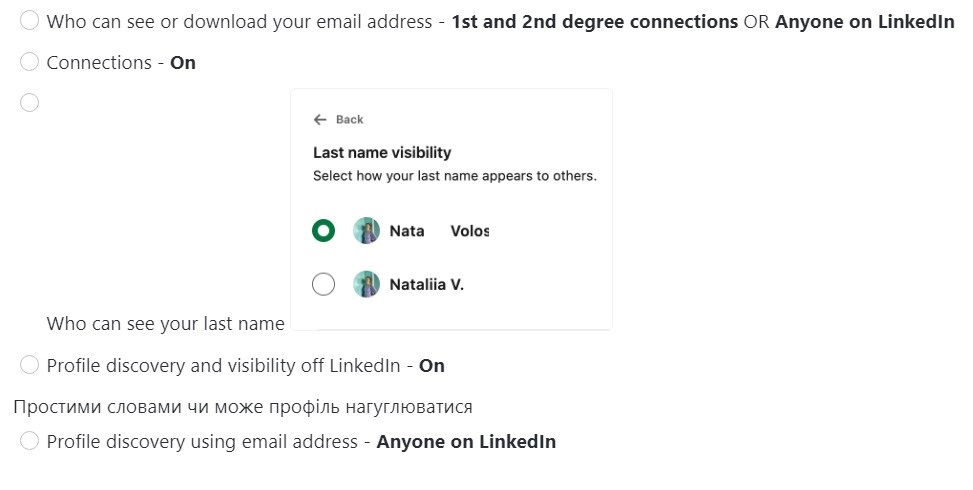 Who can see or download your email address - 1st and 2nd degree connections OR Anyone on LinkedIn
Connections - On
Back
Last name visibility
Select how your last name appears to others.
Nata Volos
Nataliia V.
Who can see your last name
Profile discovery and visibility off LinkedIn - On
Простими словами чи може профіль нагуглюватися
Profile discovery using email address - Anyone on LinkedIn